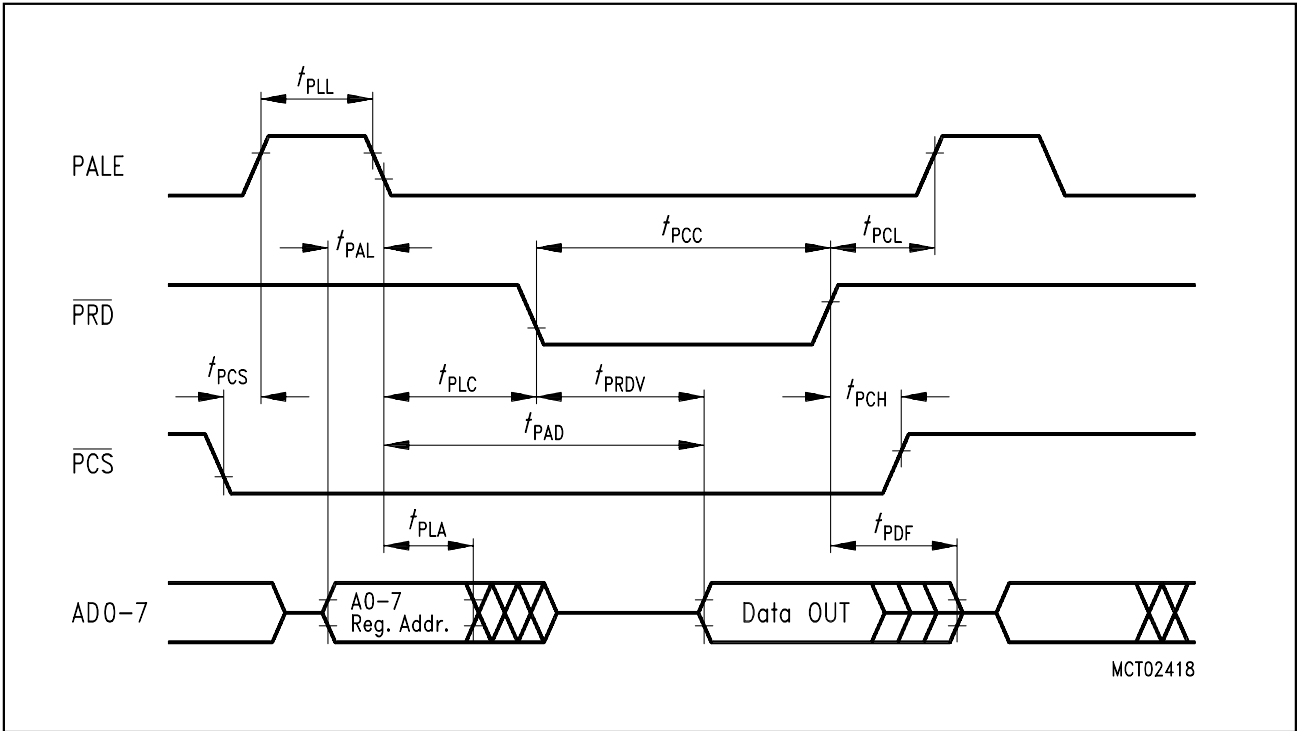 tPLL
PALE
tPAL
tPCC
tPCL
PRD
tPCS
tPLC
tPRDV
tPCH
tPAD
PCS
tPLA
tPDF
AD0-7
A0-7
Reg. Addr.
Data OUT
MCT02418